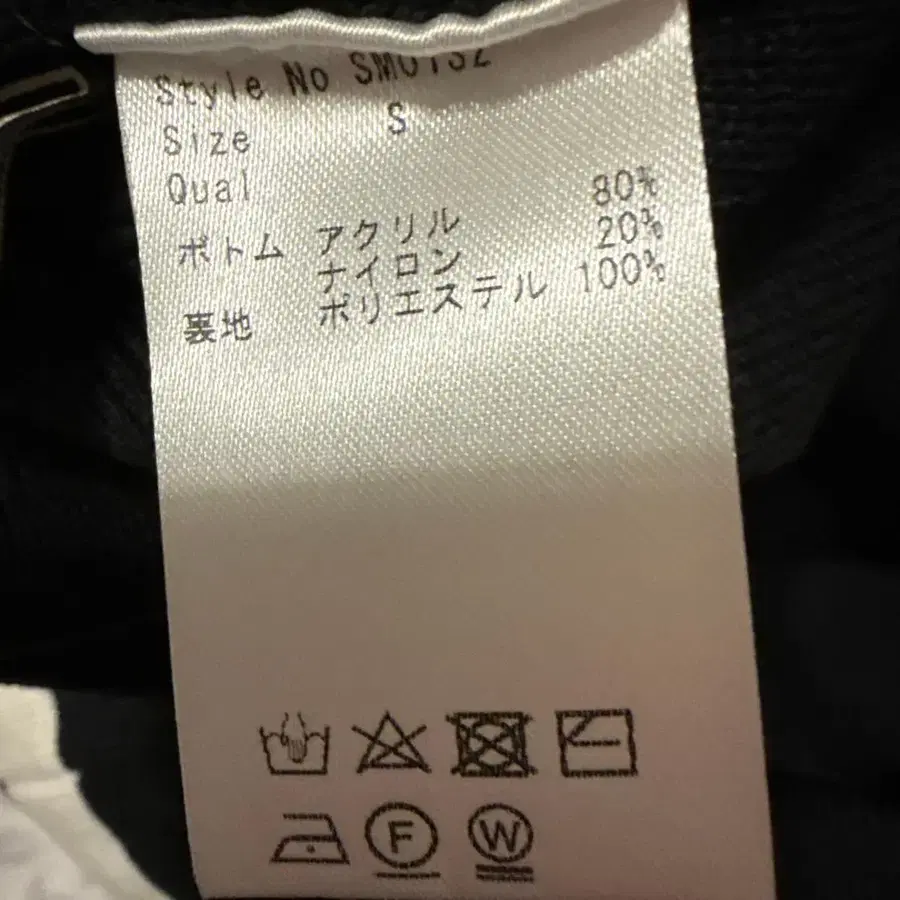 Style No SM0132
Size S
Qual
ボトム アクリル 80%
ナイロン 20%
裏地 ポリエステル 100%
F
W